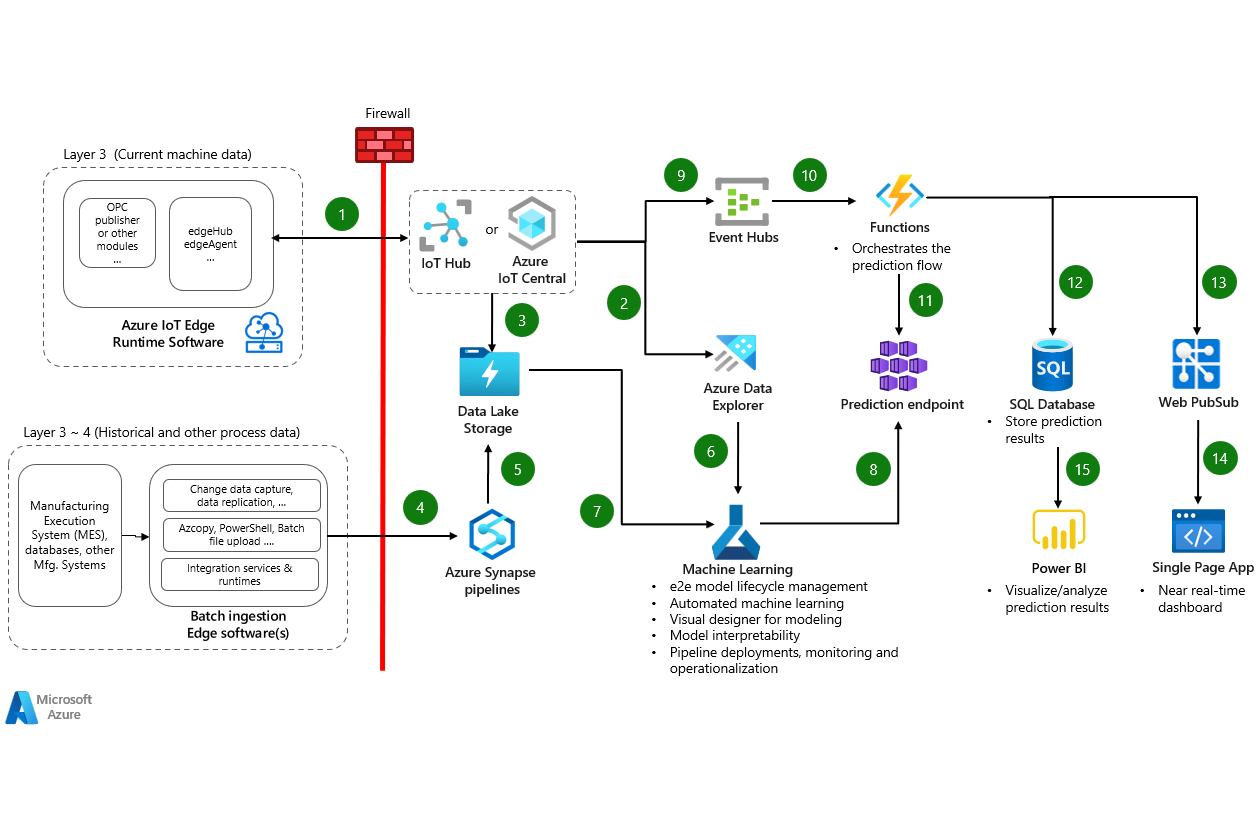 Firewall
Layer 3  (Current machine data)
OPC
publisher
or other
modules
...
edgeHub
edgeAgent
...
Azure IoT Edge
Runtime Software
1
IoT Hub
or
Azure
IoT Central
9
Event Hubs
10
Functions
• Orchestrates the
prediction flow
2
3
11
12
13
Data Lake
Storage
Azure Data
Explorer
Prediction endpoint
SQL
SQL Database
• Store prediction
results
Web PubSub
Layer 3 ~ 4 (Historical and other process data)
Manufacturing
Execution
System (MES),
databases, other
Mfg. Systems
Change data capture,
data replication, ...
Azcopy, PowerShell, Batch
file upload ....
Integration services &
runtimes
Batch ingestion
Edge software(s)
4
5
6
7
8
15
14
Azure Synapse
pipelines
Machine Learning
• e2e model lifecycle management
• Automated machine learning
• Visual designer for modeling
• Model interpretability
• Pipeline deployments, monitoring and
operationalization
Power BI
• Visualize/analyze
prediction results
Single Page App
• Near real-time
dashboard
Microsoft
Azure